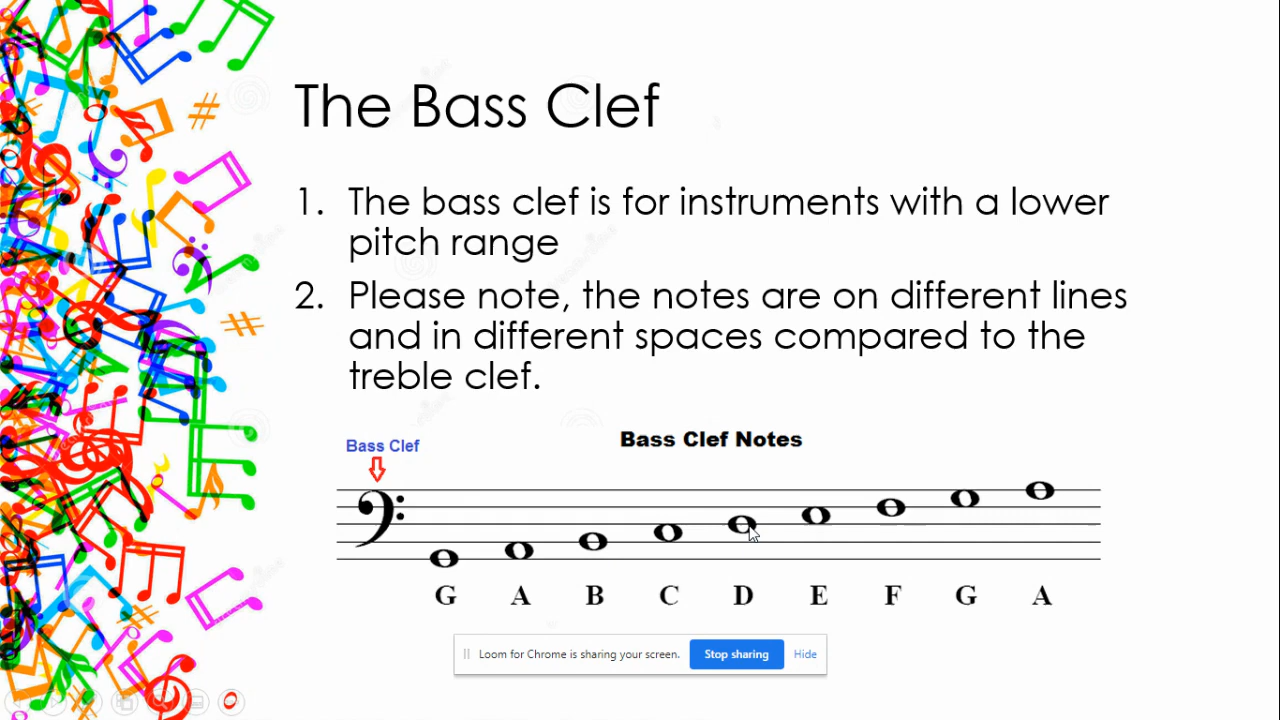 The Bass Clef
1. The bass clef is for instruments with a lower
pitch range
2. Please note, the notes are on different lines
and in different spaces compared to the
treble clef.
Bass Clef Notes
Bass Clef
G A B C D E F G A
Loom for Chrome is sharing your screen. Stop sharing Hide